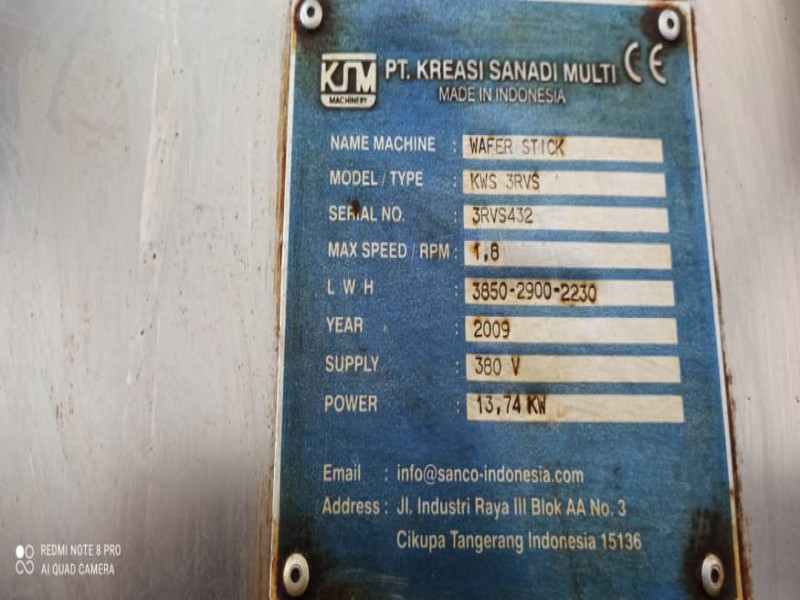 KSM
MACHINERY
PT. KREASI SANADI MULTI CE
MADE IN INDONESIA
NAME MACHINE : WAFER STICK
MODEL / TYPE : KWS 3RVS
SERIAL NO. : 3RVS432
MAX SPEED / RPM : 1,8
L W H : 3850-2900-2230
YEAR : 2009
SUPPLY : 380 V
POWER : 13,74 KW
Email : info@sanco-indonesia.com
Address : Jl. Industri Raya III Blok AA No. 3
Cikupa Tangerang Indonesia 15136
REDMI NOTE 8 PRO
AI QUAD CAMERA